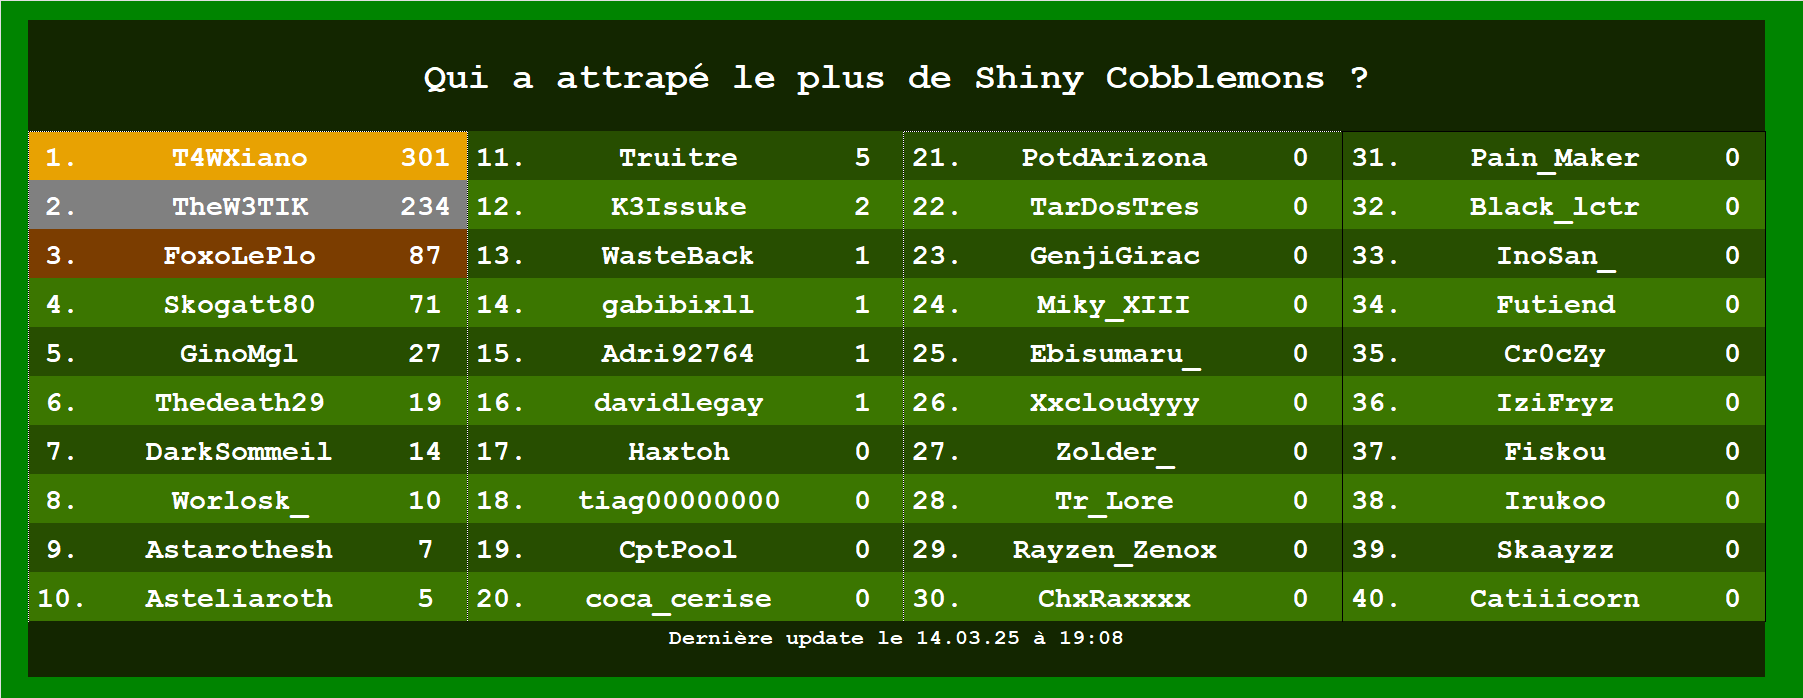 Qui a attrapé le plus de Shiny Cobblemons ?
1. T4WXiano 301
2. TheW3TIK 234
3. FoxoLePlo 87
4. Skogatt80 71
5. GinoMgl 27
6. Thedeath29 19
7. DarkSommeil 14
8. Worlosk_ 10
9. Astarothesh 7
10. Asteliaroth 5
11. Truitre 5
12. K3Issuke 2
13. WasteBack 1
14. gabibixll 1
15. Adri92764 1
16. davidlegay 1
17. Haxtoh 0
18. tiag00000000 0
19. CptPool 0
20. coca_cerise 0
21. PotdArizona 0
22. TarDosTres 0
23. GenjiGirac 0
24. Miky_XIII 0
25. Ebisumaru_ 0
26. Xxcloudyyy 0
27. Zolder_ 0
28. Tr_Lore 0
29. Rayzen_Zenox 0
30. ChxRaxxxx 0
31. Pain_Maker 0
32. Black_lctr 0
33. InoSan_ 0
34. Futiend 0
35. Cr0cZy 0
36. IziFryz 0
37. Fiskou 0
38. Irukoo 0
39. Skaayzz 0
40. Catiiicorn 0
Dernière update le 14.03.25 à 19:08